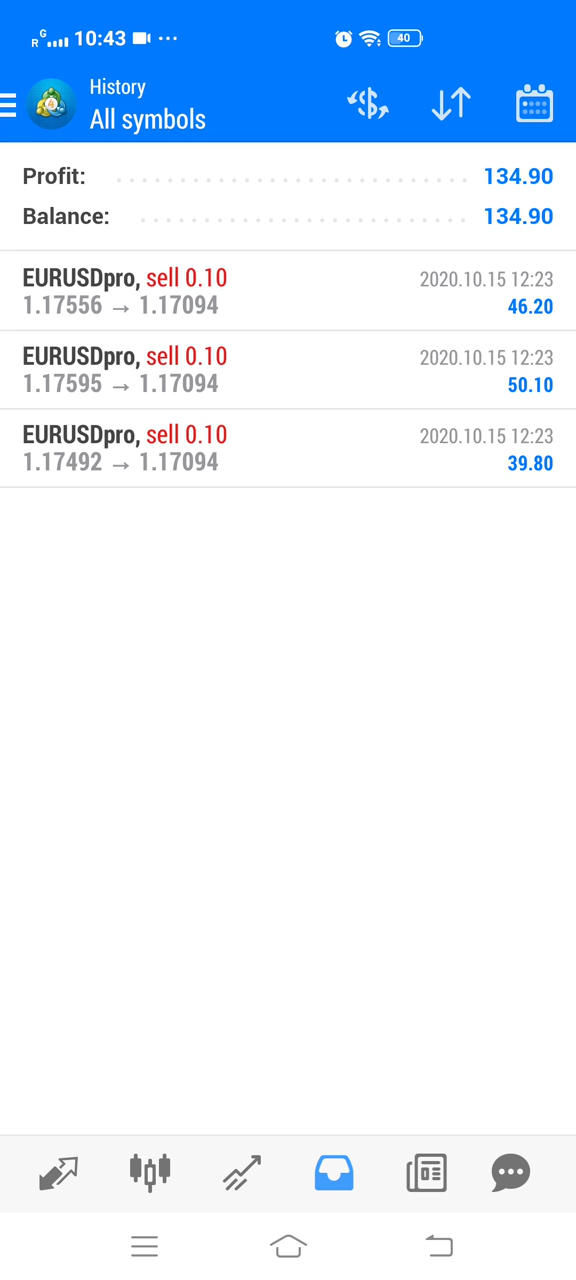 R G 10:43 ... 40
History
All symbols
Profit: 134.90
Balance: 134.90
EURUSDpro, sell 0.10 2020.10.15 12:23
1.17556 → 1.17094 46.20
EURUSDpro, sell 0.10 2020.10.15 12:23
1.17595 → 1.17094 50.10
EURUSDpro, sell 0.10 2020.10.15 12:23
1.17492 → 1.17094 39.80